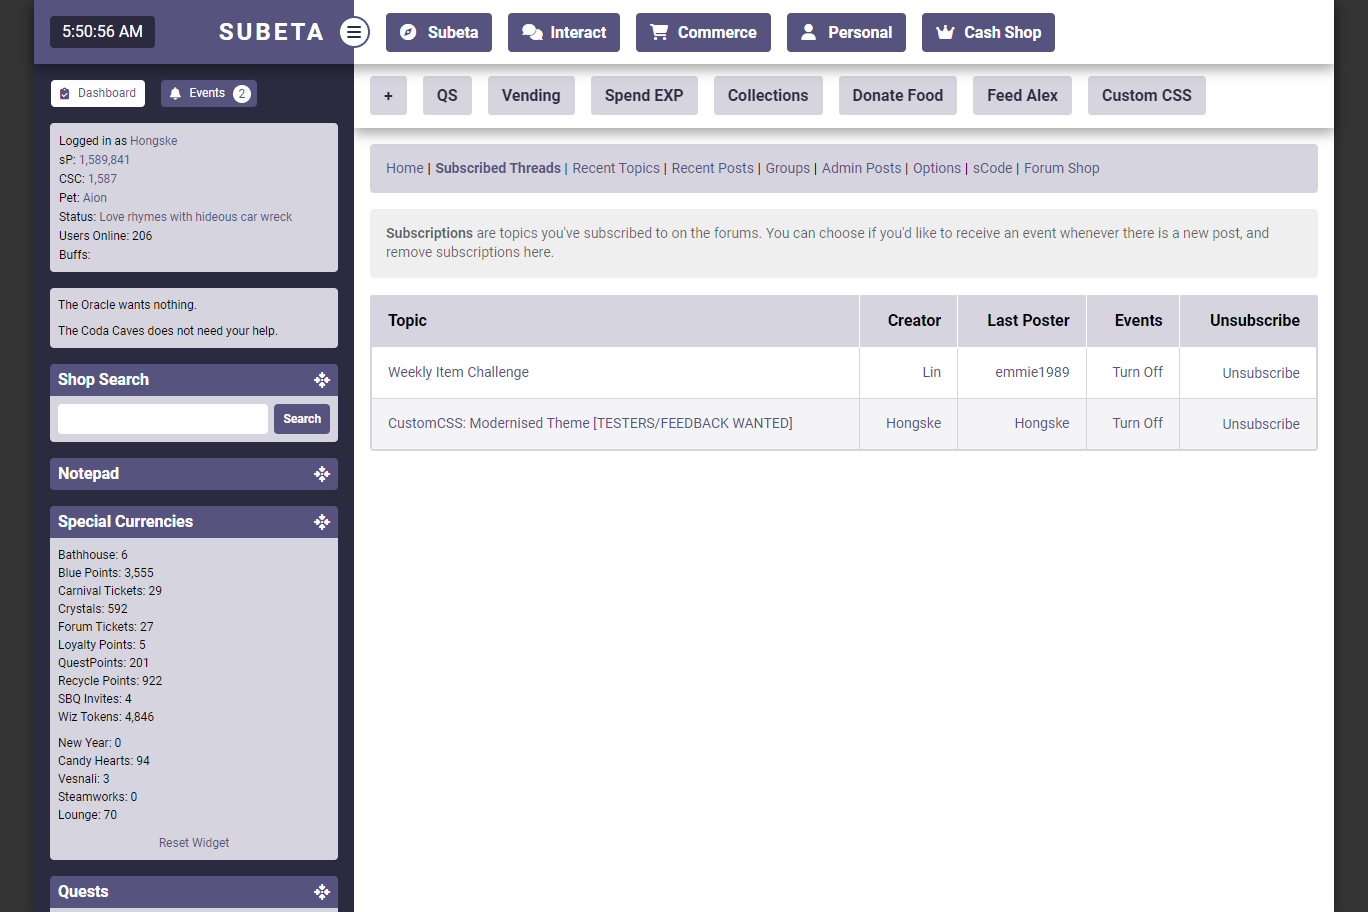 5:50:56 AM
SUBETA
Subeta
Interact
Commerce
Personal
Cash Shop
Dashboard
Events 2
+
QS
Vending
Spend EXP
Collections
Donate Food
Feed Alex
Custom CSS
Logged in as Hongske
sP: 1,589,841
CSC: 1,587
Pet: Aion
Status: Love rhymes with hideous car wreck
Users Online: 206
Buffs:
The Oracle wants nothing.
The Coda Caves does not need your help.
Shop Search
Search
Notepad
Special Currencies
Bathhouse: 6
Blue Points: 3,555
Carnival Tickets: 29
Crystals: 592
Forum Tickets: 27
Loyalty Points: 5
QuestPoints: 201
Recycle Points: 922
SBQ Invites: 4
Wiz Tokens: 4,846
New Year: 0
Candy Hearts: 94
Vesnali: 3
Steamworks: 0
Lounge: 70
Reset Widget
Quests
Home | Subscribed Threads | Recent Topics | Recent Posts | Groups | Admin Posts | Options | sCode | Forum Shop
Subscriptions are topics you've subscribed to on the forums. You can choose if you'd like to receive an event whenever there is a new post, and
remove subscriptions here.
Topic Creator Last Poster Events Unsubscribe
Weekly Item Challenge Lin emmie1989 Turn Off Unsubscribe
CustomCSS: Modernised Theme [TESTERS/FEEDBACK WANTED] Hongske Hongske Turn Off Unsubscribe